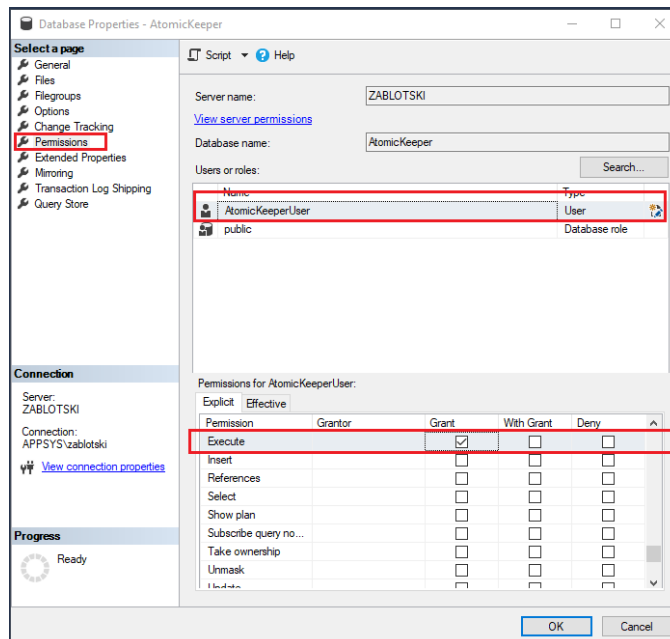 Database Properties - AtomicKeeper
Select a page
General
Files
Filegroups
Options
Change Tracking
Permissions
Extended Properties
Mirroring
Transaction Log Shipping
Query Store
Script
Help
Server name:
ZABLOTSKI
View server permissions
Database name:
AtomicKeeper
Users or roles:
Search...
Name Type
AtomicKeeperUser User
public Database role
Connection
Server:
ZABLOTSKI
Connection:
APPSYS\zablotski
View connection properties
Progress
Ready
Permissions for AtomicKeeperUser:
Explicit Effective
Permission Grantor Grant With Grant Deny
Execute
Insert
References
Select
Show plan
Subscribe query no...
Take ownership
Unmask
Update
OK Cancel